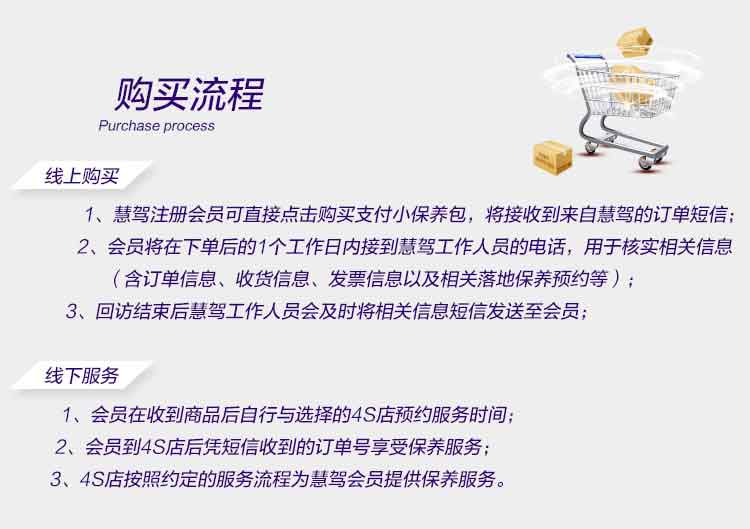 购买流程
Purchase process
线上购买
1、慧驾注册会员可直接点击购买支付小保养包，将接收到来自慧驾的订单短信；
2、会员将在下单后的1个工作日内接到慧驾工作人员的电话，用于核实相关信息
（含订单信息、收货信息、发票信息以及相关落地保养预约等）；
3、回访结束后慧驾工作人员会及时将相关信息短信发送至会员；
线下服务
1、会员在收到商品后自行与选择的4S店预约服务时间；
2、会员到4S店后凭短信收到的订单号享受保养服务；
3、4S店按照约定的服务流程为慧驾会员提供保养服务。